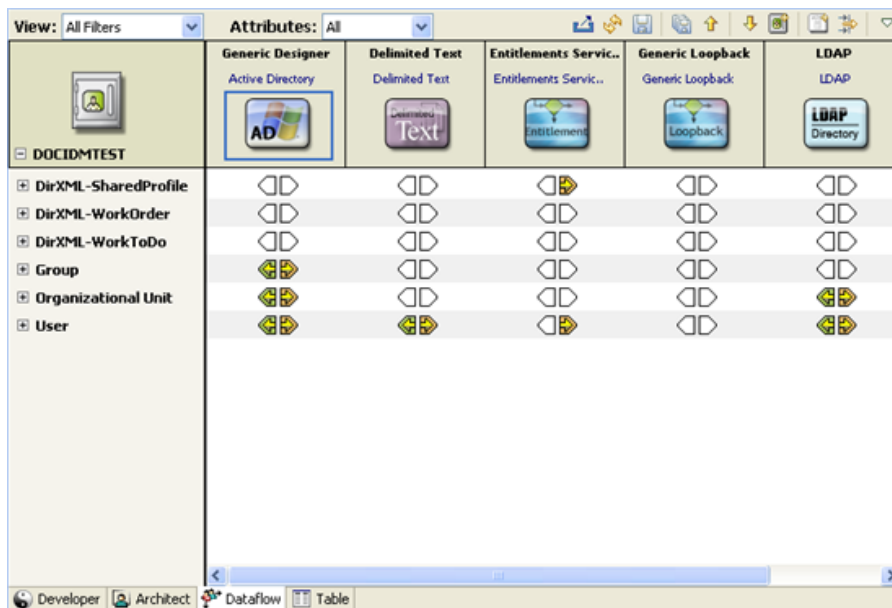 View: All Filters Attributes: All
Generic Designer Delimited Text Entitlements Servic.. Generic Loopback LDAP
Active Directory Delimited Text Entitlements Servic.. Generic Loopback LDAP
AD Delimited Text Entitlement Loopback LDAP Directory
DOCIDMTEST
DirXML-SharedProfile
DirXML-WorkOrder
DirXML-WorkToDo
Group
Organizational Unit
User
Developer Architect Dataflow Table